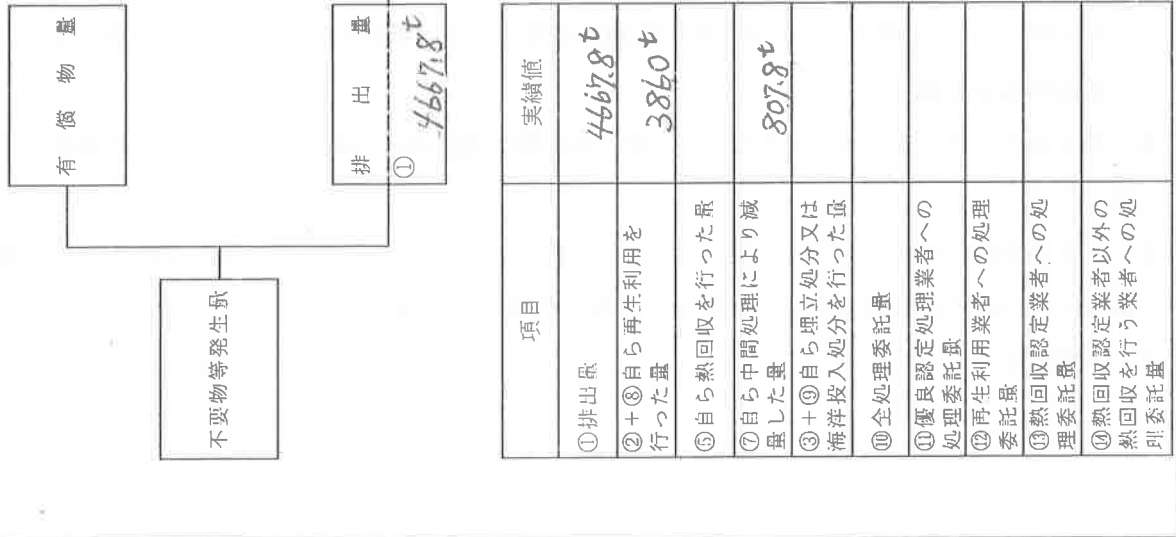 有償物量
不要物等発生量
排出量
①
4667.8t
項目
実績値
①排出量
4667.8t
②+⑧自ら再生利用を
行った量
3860t
⑤自ら熱回収を行った量
⑦自ら中間処理により減
量した量
807.8t
③+⑨自ら埋立処分又は
海洋投入処分を行った量
⑩全処理委託量
⑪優良認定処理業者への
処理委託量
⑫再生利用業者への処理
委託量
⑬熱回収認定業者への処
理委託量
⑭熱回収認定業者以外の
熱回収を行う業者への処
理委託量